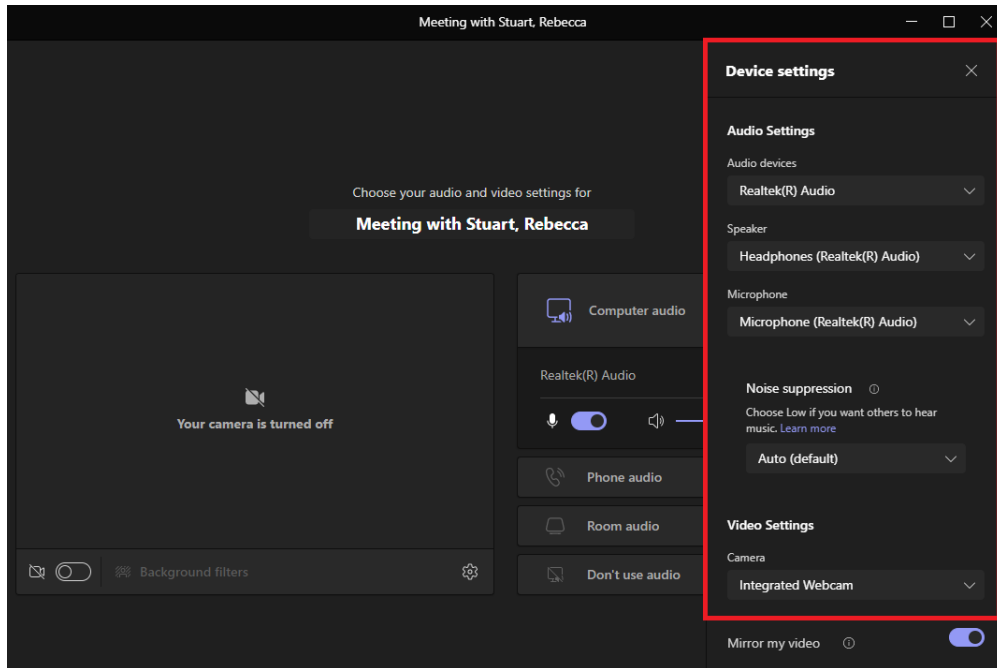 Meeting with Stuart, Rebecca
Choose your audio and video settings for
Meeting with Stuart, Rebecca
Your camera is turned off
Background filters
Computer audio
Realtek(R) Audio
Phone audio
Room audio
Don't use audio
Device settings
Audio Settings
Audio devices
Realtek(R) Audio
Speaker
Headphones (Realtek(R) Audio)
Microphone
Microphone (Realtek(R) Audio)
Noise suppression
Choose Low if you want others to hear
music. Learn more
Auto (default)
Video Settings
Camera
Integrated Webcam
Mirror my video